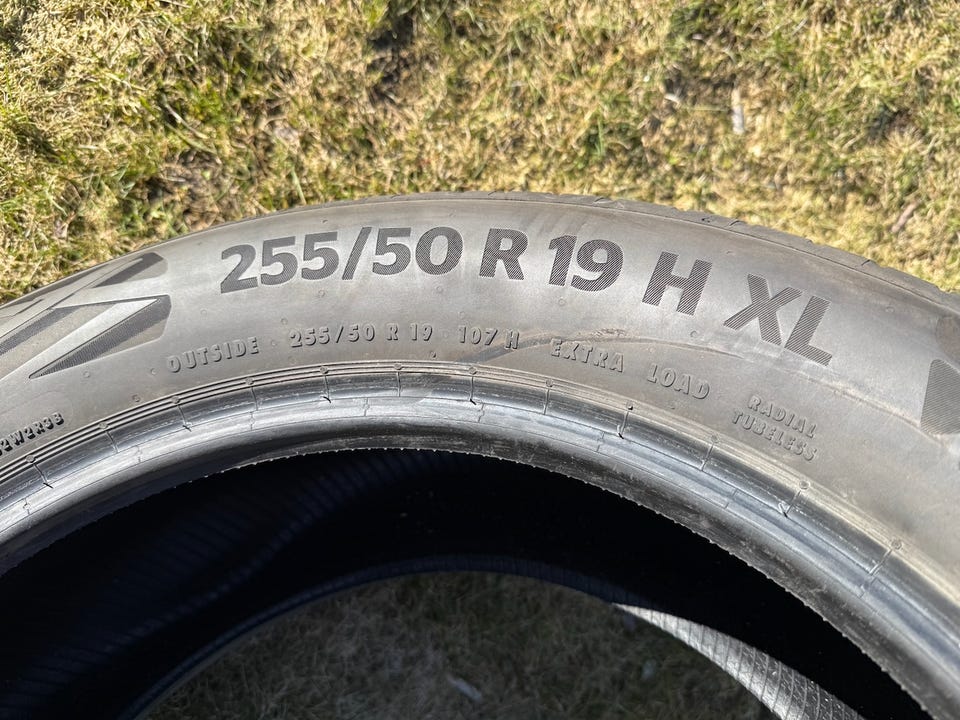 255/50 R 19 H XL
OUTSIDE 255/50 R 19 107 H EXTRA LOAD
RADIAL
TUBELESS